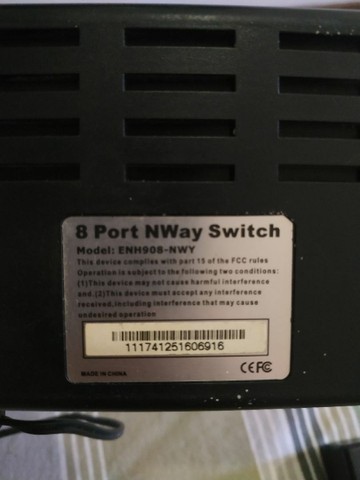 8 Port NWay Switch
Model: ENH908-NWY
This device complies with part 15 of the FCC rules
Operation is subject to the following two conditions:
(1)This device may not cause harmful interference
and.(2)This device must accept any interference
received,including interference that may cause
undesired operation
111741251606916
MADE IN CHINA
CE FC